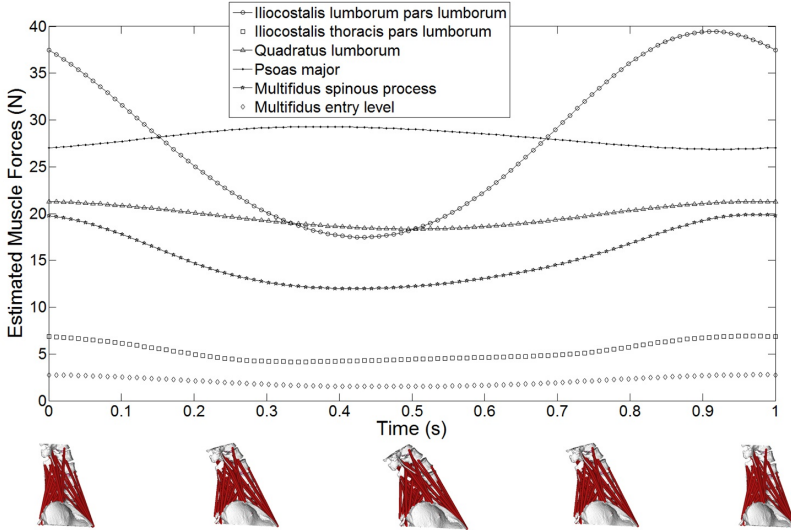 Iliocostalis lumborum pars lumborum
Iliocostalis thoracis pars lumborum
Quadratus lumborum
Psoas major
Multifidus spinous process
Multifidus entry level
Estimated Muscle Forces (N)
40
35
30
25
20
15
10
5
0
0 0.1 0.2 0.3 0.4 0.5 0.6 0.7 0.8 0.9 1
Time (s)